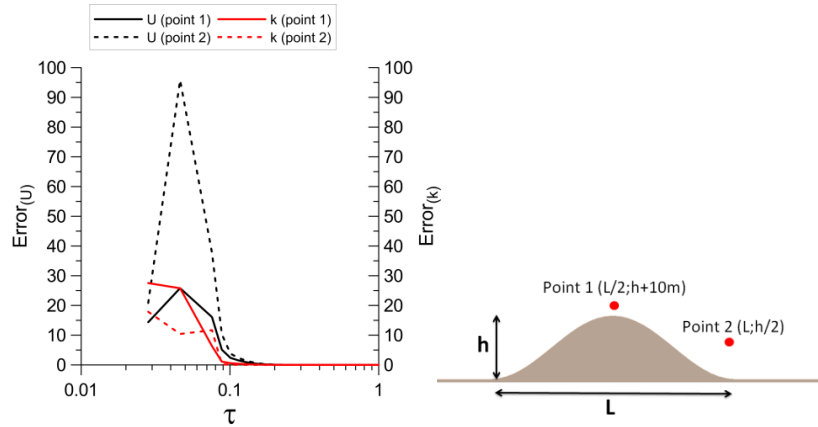 U (point 1) k (point 1)
U (point 2) k (point 2)
100 100
90 90
80 80
70 70
60 60
50 50
40 40
30 30
20 20
10 10
0 0
Error(U)
Error(k)
0.01 0.1 1
τ
Point 1 (L/2;h+10m)
Point 2 (L;h/2)
h
L